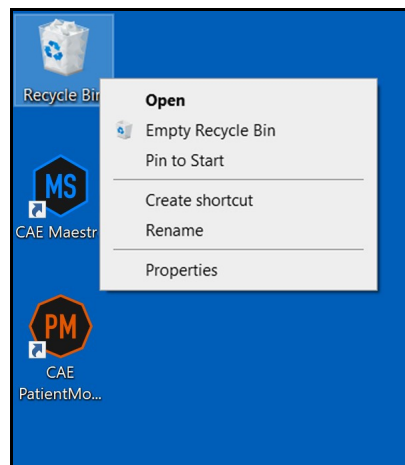 Recycle Bin
Open
Empty Recycle Bin
Pin to Start
Create shortcut
Rename
Properties
MS
CAE Maestr
PM
CAE
PatientMo...